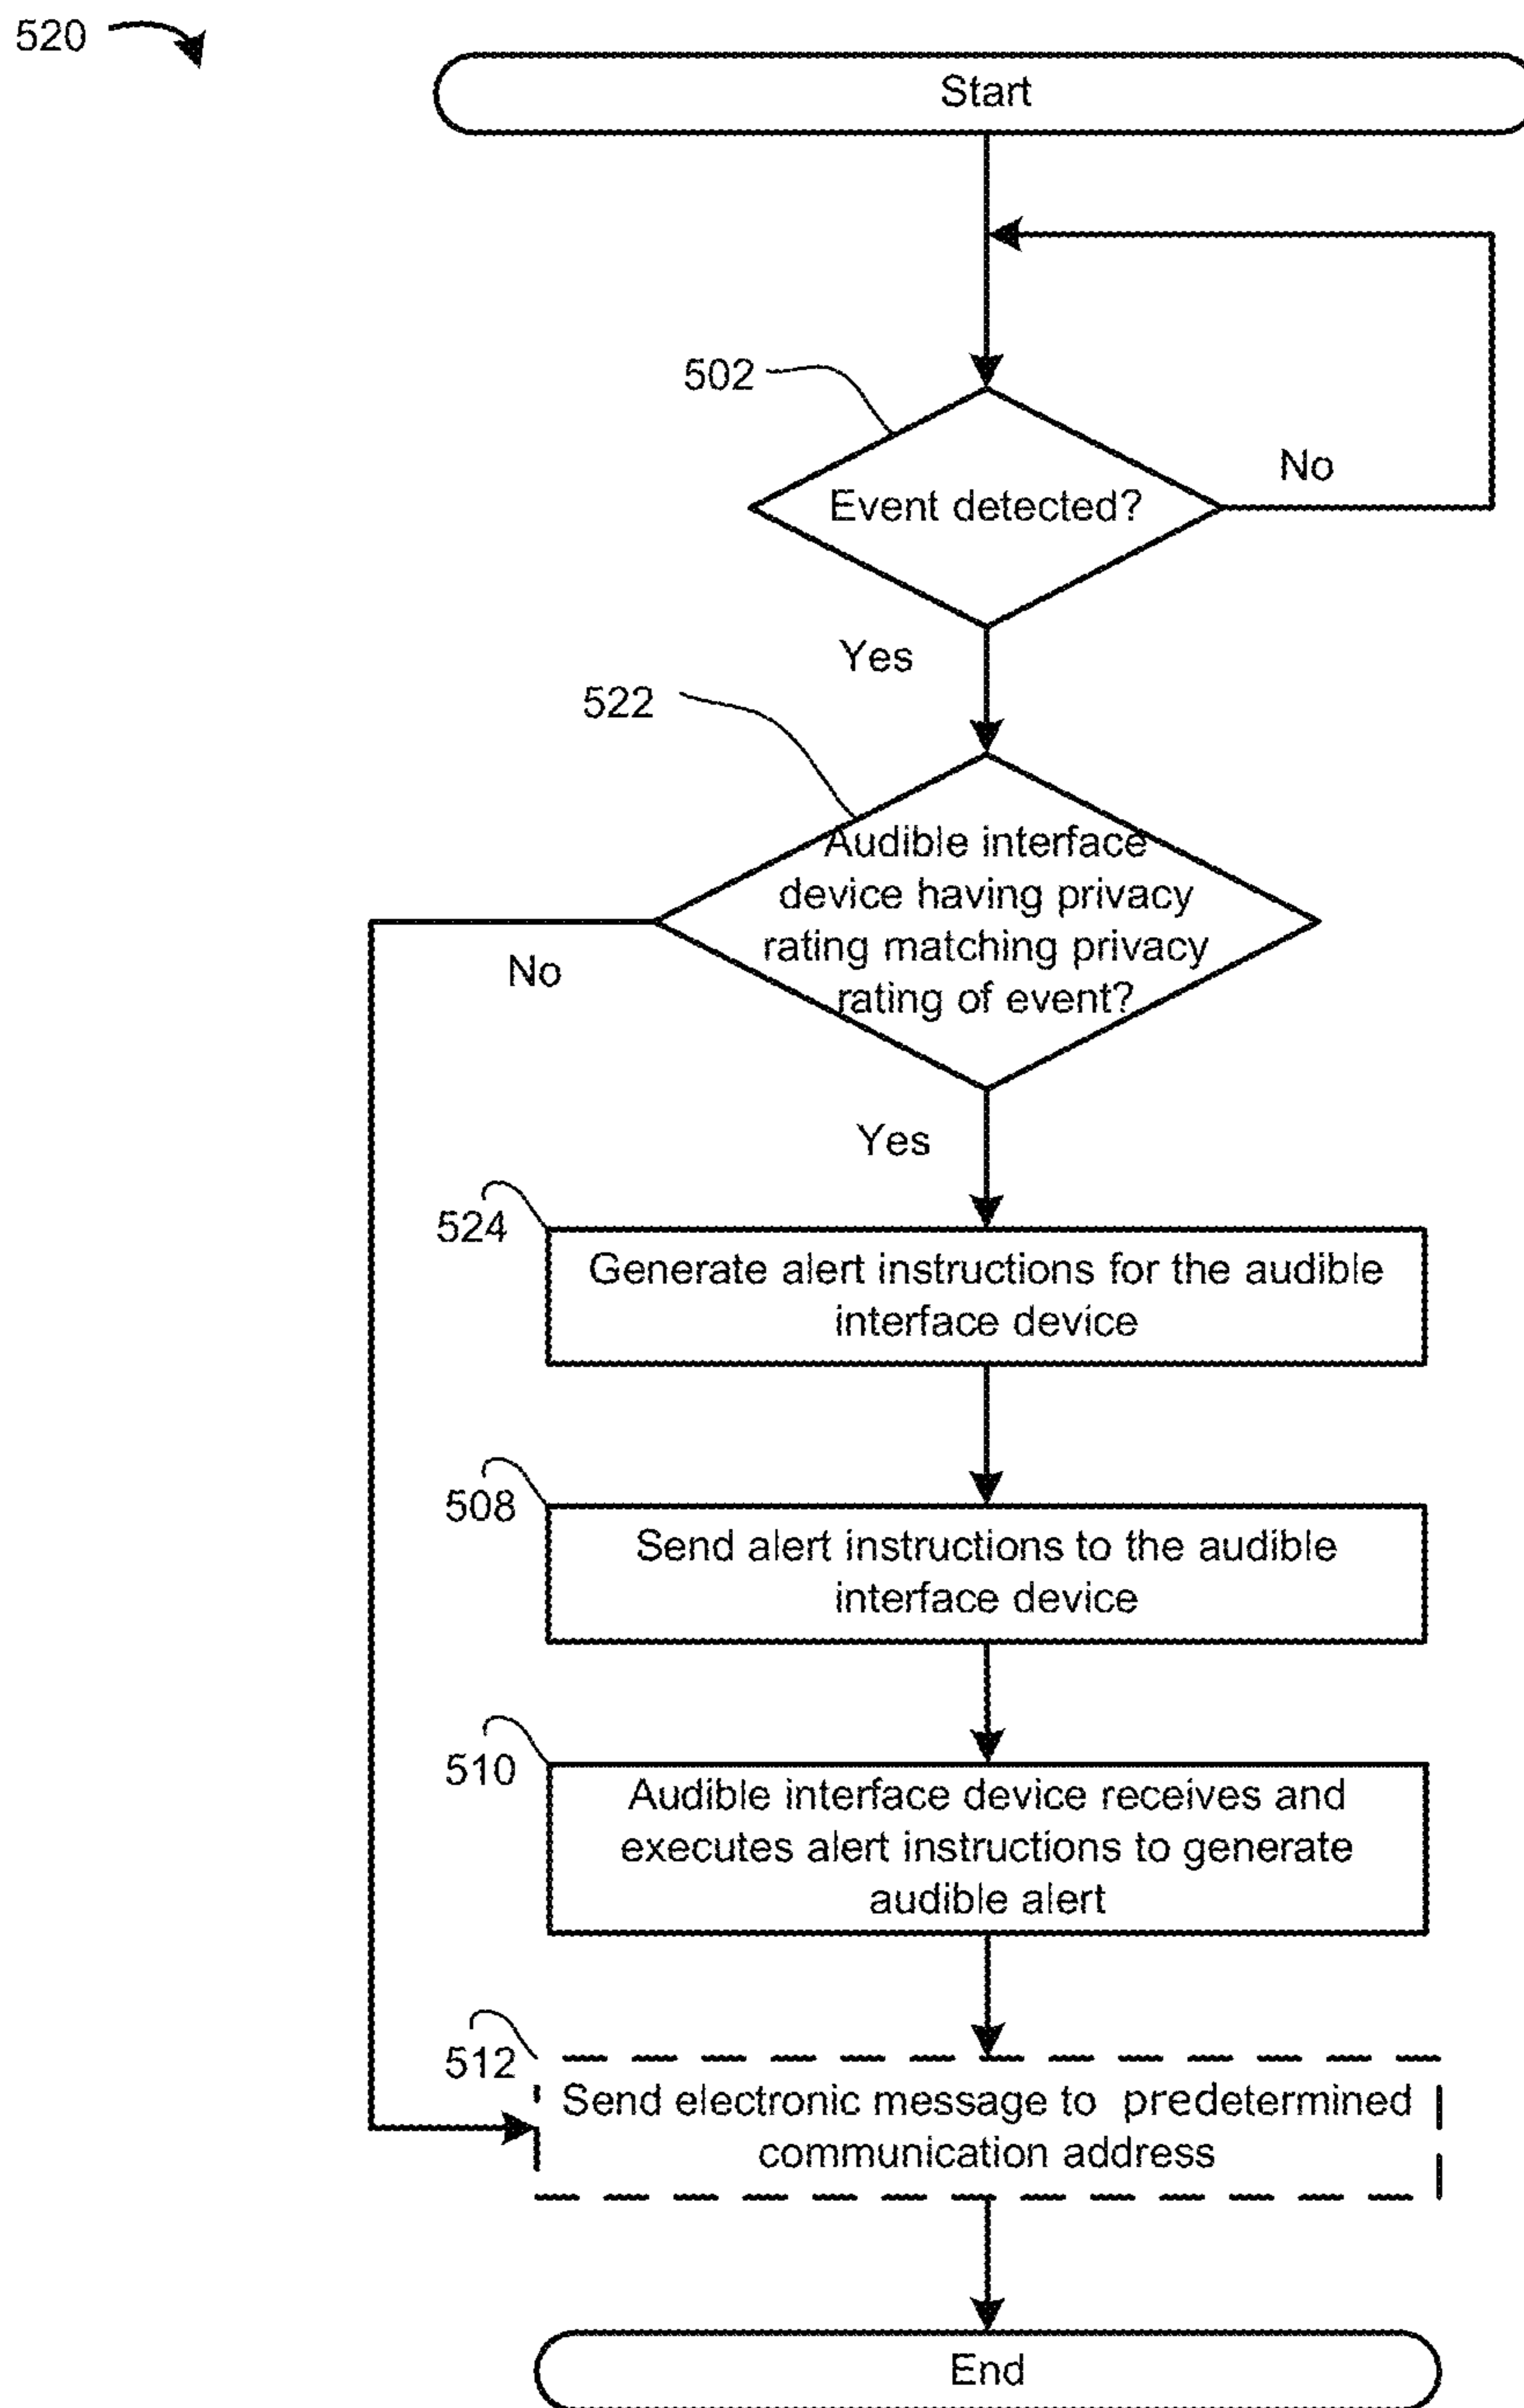 520
Start
502
Event detected?
No
Yes
522
Audible interface
device having privacy
rating matching privacy
rating of event?
No
Yes
524
Generate alert instructions for the audible
interface device
508
Send alert instructions to the audible
interface device
510
Audible interface device receives and
executes alert instructions to generate
audible alert
512
Send electronic message to predetermined
communication address
End